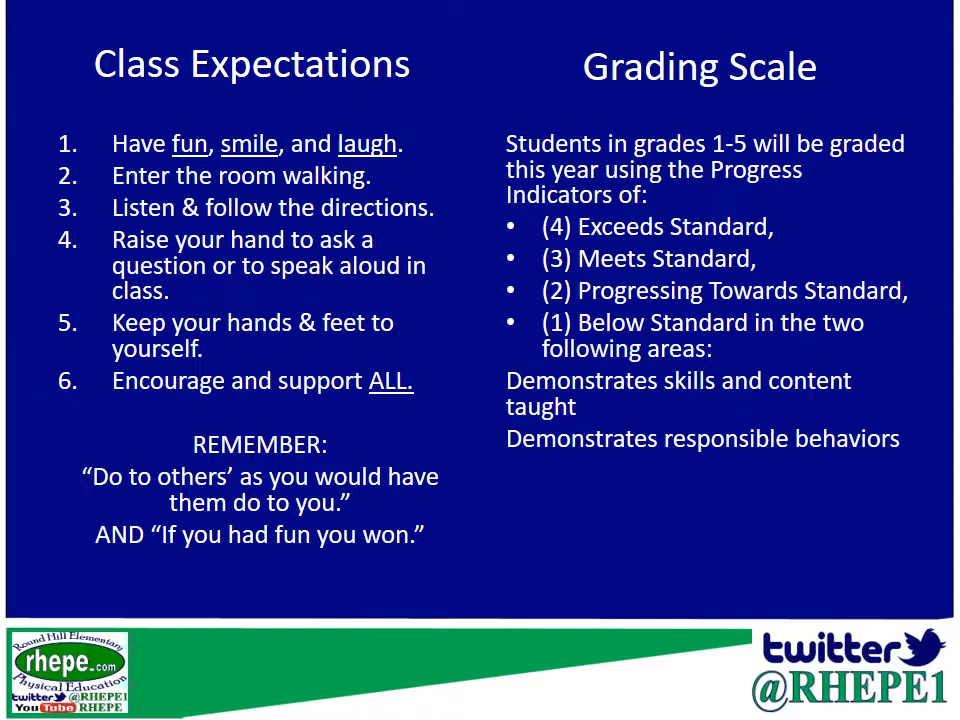 Class Expectations
1. Have fun, smile, and laugh.
2. Enter the room walking.
3. Listen & follow the directions.
4. Raise your hand to ask a
question or to speak aloud in
class.
5. Keep your hands & feet to
yourself.
6. Encourage and support ALL.
REMEMBER:
“Do to others’ as you would have
them do to you.”
AND “If you had fun you won.”
Grading Scale
Students in grades 1-5 will be graded
this year using the Progress
Indicators of:
• (4) Exceeds Standard,
• (3) Meets Standard,
• (2) Progressing Towards Standard,
• (1) Below Standard in the two
following areas:
Demonstrates skills and content
taught
Demonstrates responsible behaviors
Round Hill Elementary
rhepe.com
Physical Education
twitter @RHEPE1
YouTube RHEPE
twitter
@RHEPE1